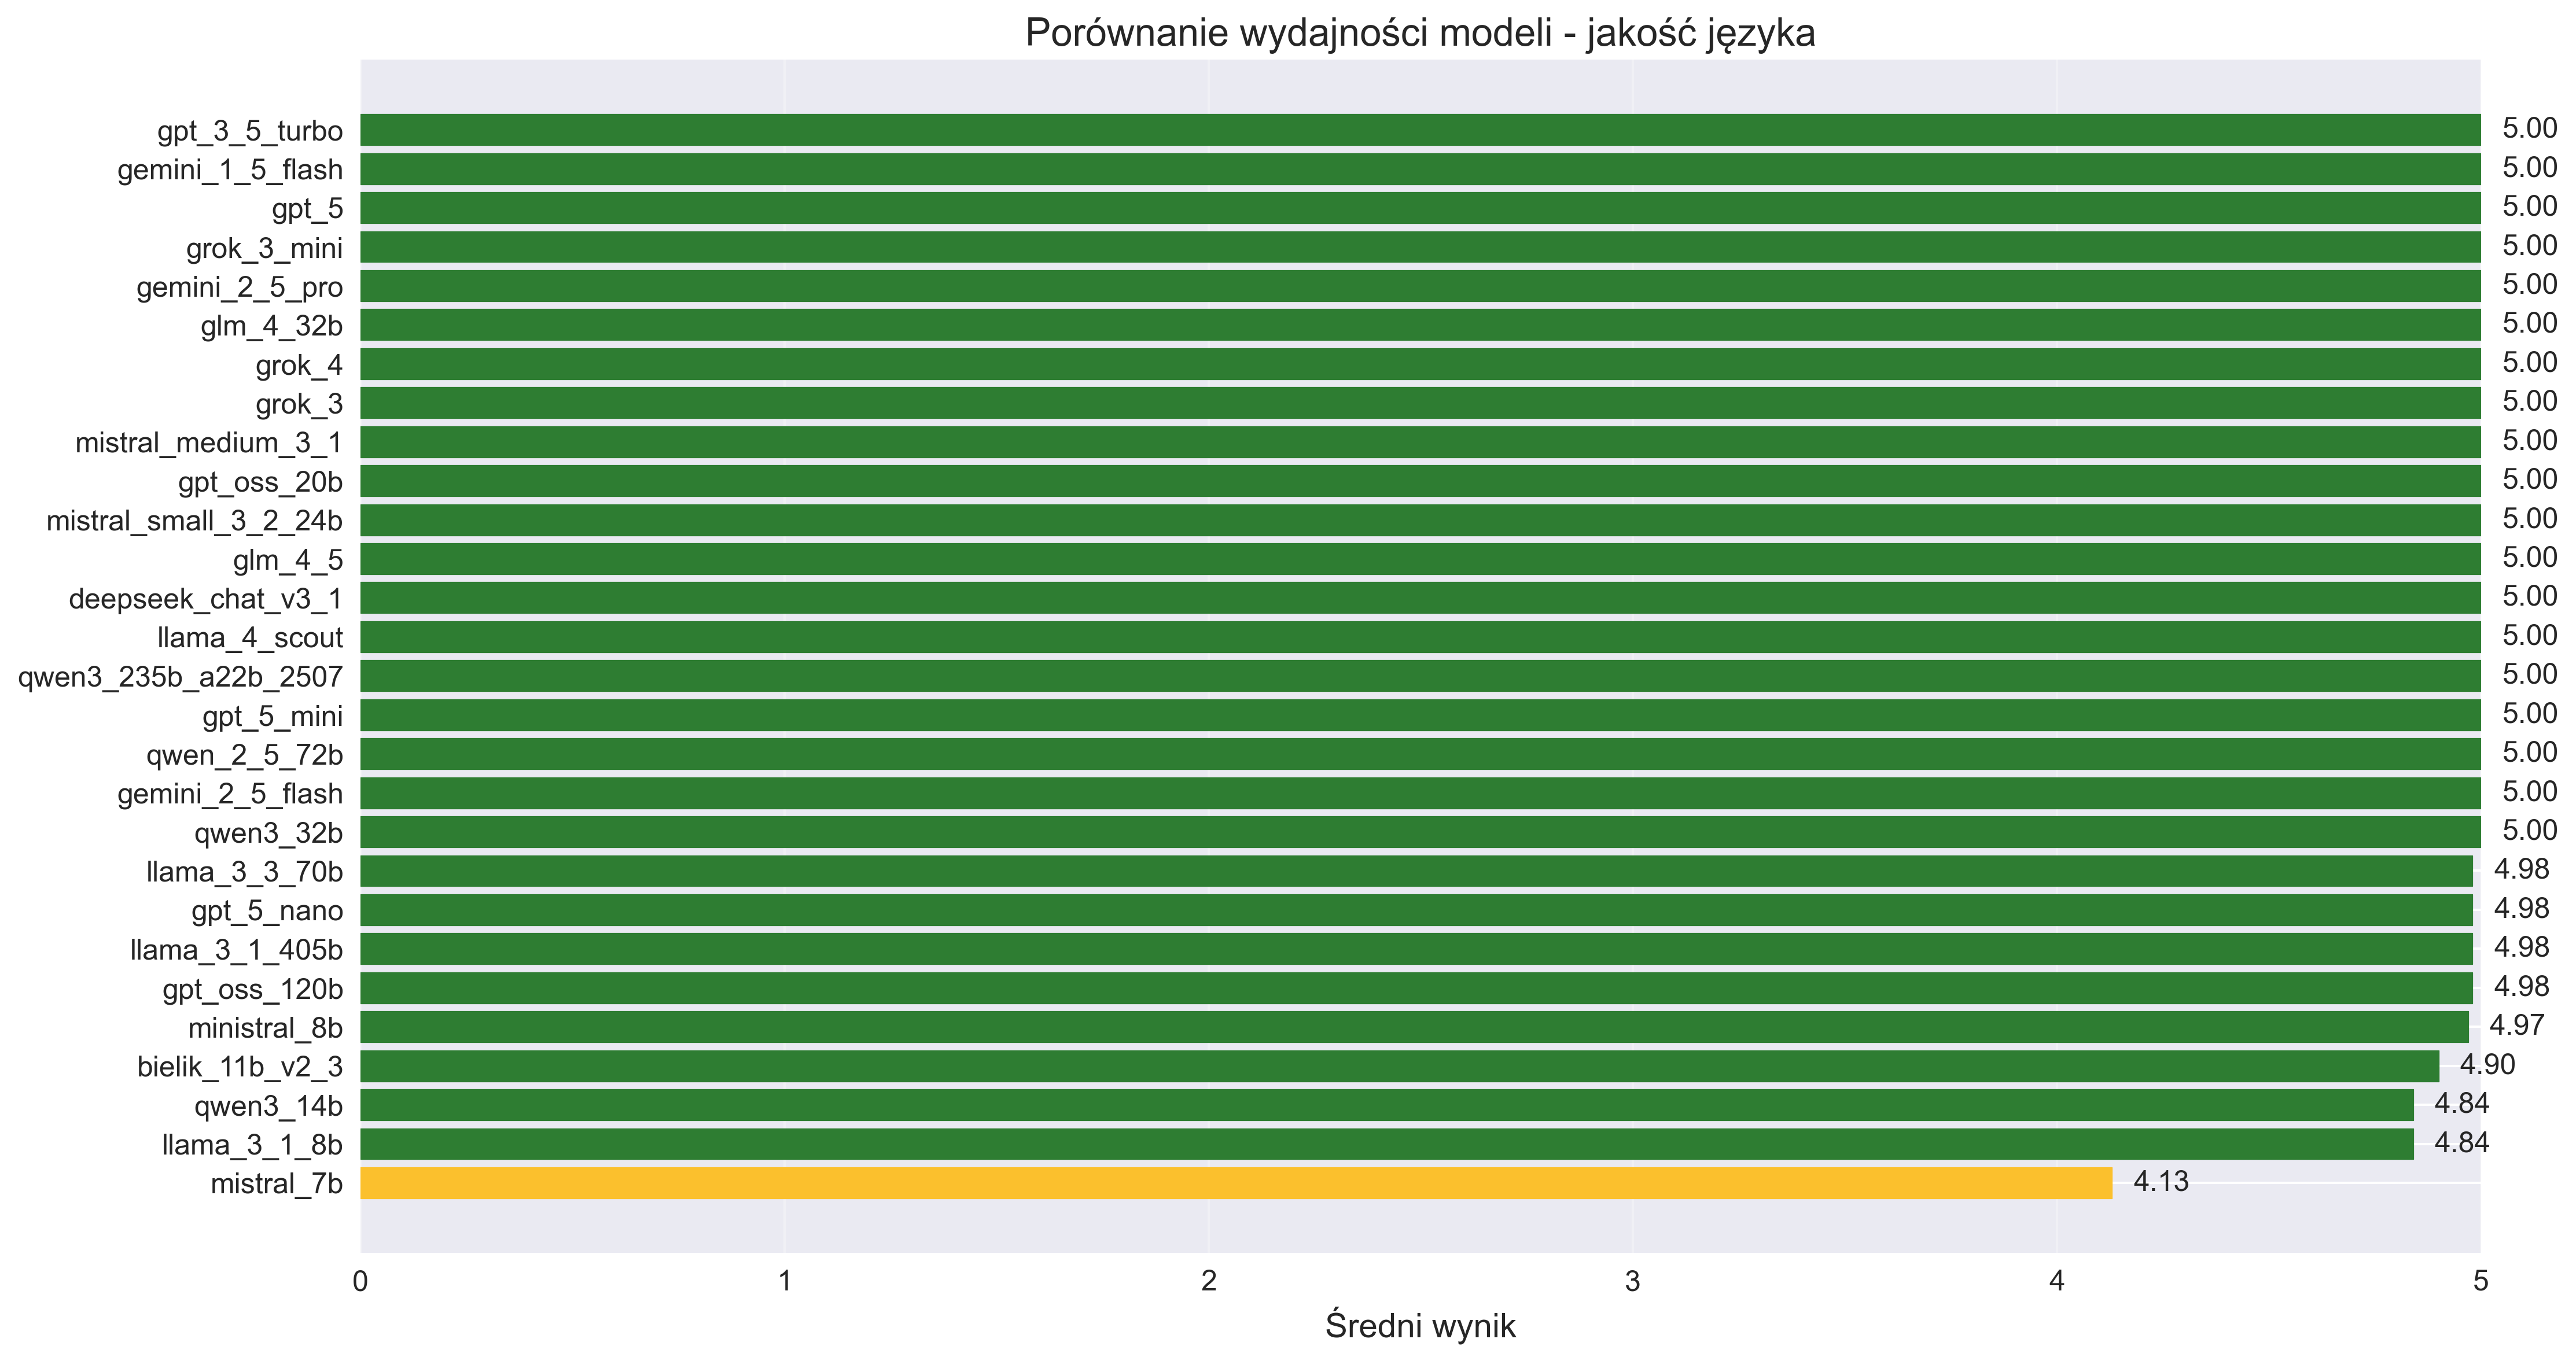 Porównanie wydajności modeli - jakość języka
gpt_3_5_turbo 5.00
gemini_1_5_flash 5.00
gpt_5 5.00
grok_3_mini 5.00
gemini_2_5_pro 5.00
glm_4_32b 5.00
grok_4 5.00
grok_3 5.00
mistral_medium_3_1 5.00
gpt_oss_20b 5.00
mistral_small_3_2_24b 5.00
glm_4_5 5.00
deepseek_chat_v3_1 5.00
llama_4_scout 5.00
qwen3_235b_a22b_2507 5.00
gpt_5_mini 5.00
qwen_2_5_72b 5.00
gemini_2_5_flash 5.00
qwen3_32b 5.00
llama_3_3_70b 4.98
gpt_5_nano 4.98
llama_3_1_405b 4.98
gpt_oss_120b 4.98
ministral_8b 4.97
bielik_11b_v2_3 4.90
qwen3_14b 4.84
llama_3_1_8b 4.84
mistral_7b 4.13
0 1 2 3 4 5
Średni wynik